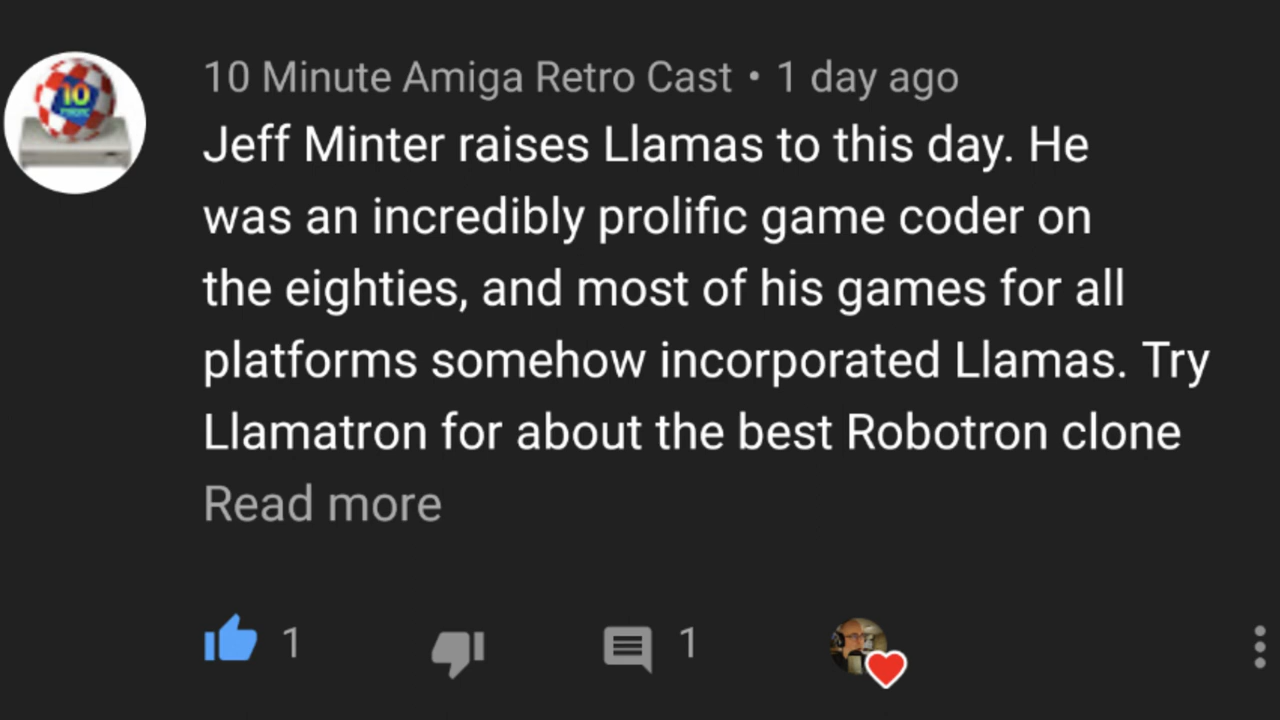 10
10 Minute Amiga Retro Cast • 1 day ago
Jeff Minter raises Llamas to this day. He
was an incredibly prolific game coder on
the eighties, and most of his games for all
platforms somehow incorporated Llamas. Try
Llamatron for about the best Robotron clone
Read more
1
1